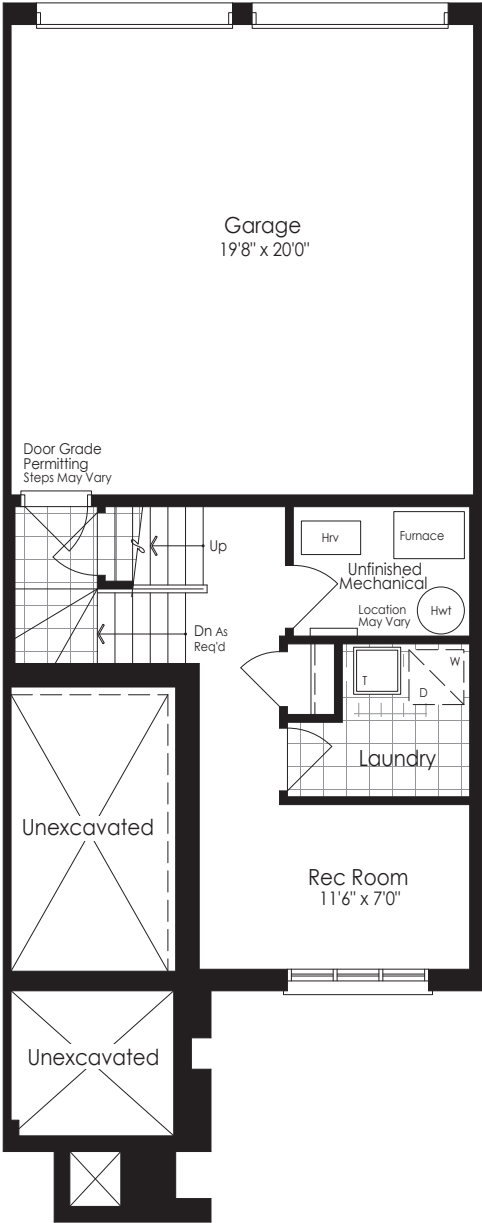 Garage
19'8" x 20'0"
Door Grade
Permitting
Steps May Vary
Up
Hrv
Furnace
Unfinished
Mechanical
Location
May Vary
Hwt
Dn As
Req'd
W
T
D
Laundry
Unexcavated
Rec Room
11'6" x 7'0"
Unexcavated